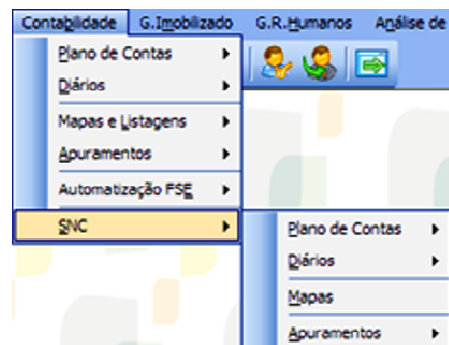 Contabilidade G.Imobilizado G.R.Humanos Análise de
Plano de Contas
Diários
Mapas e Listagens
Apuramentos
Automatização FSE
SNC
Plano de Contas
Diários
Mapas
Apuramentos